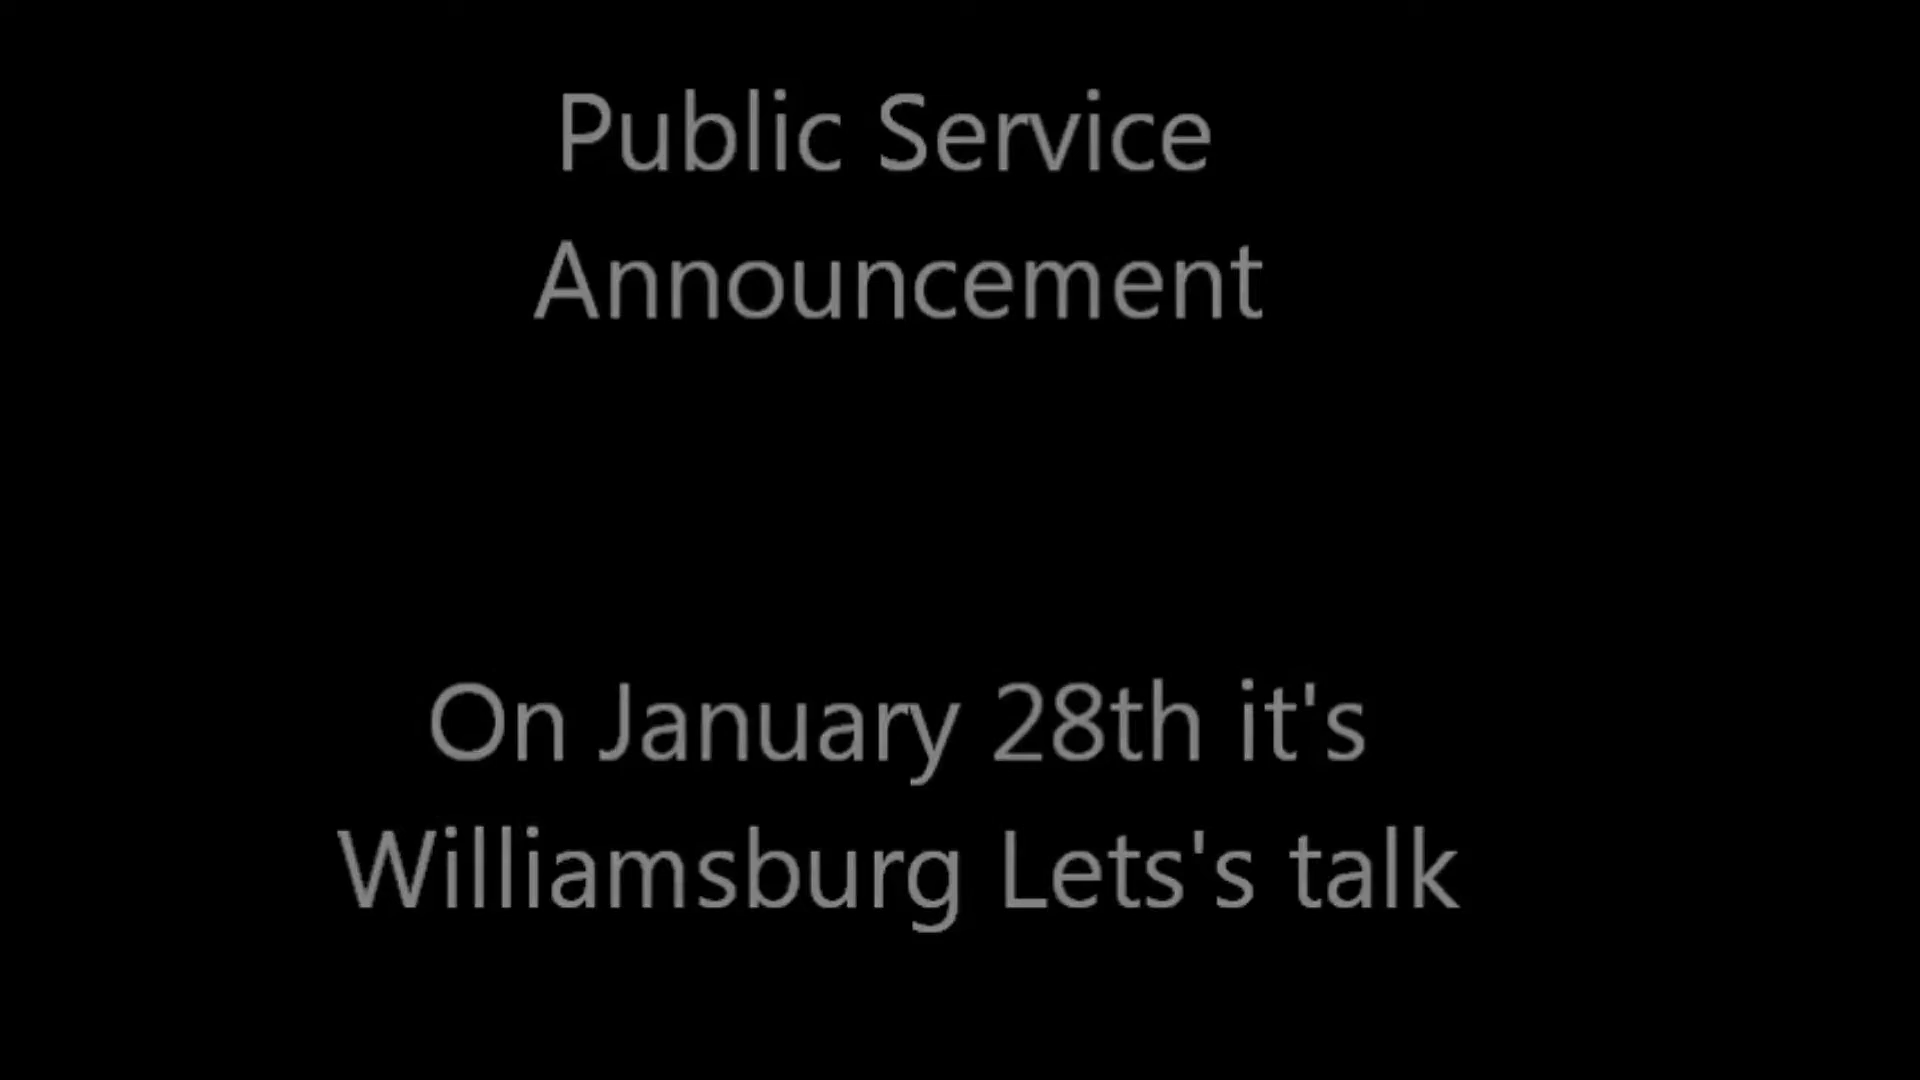 Public Service
Announcement
On January 28th it's
Williamsburg Lets's talk